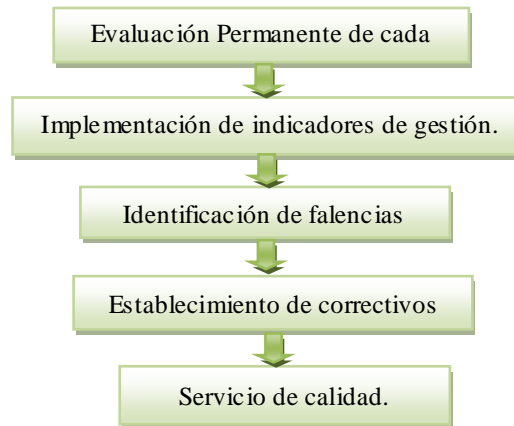 Evaluación Permanente de cada
Implementación de indicadores de gestión.
Identificación de falencias
Establecimiento de correctivos
Servicio de calidad.